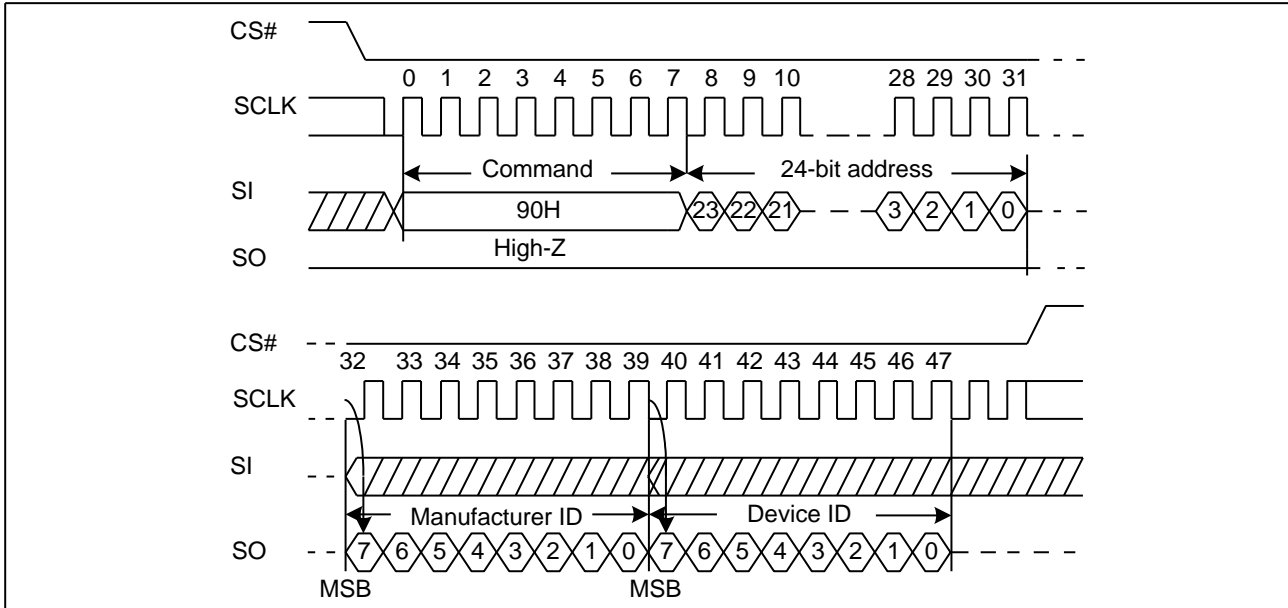 CS#
0 1 2 3 4 5 6 7 8 9 10 28 29 30 31
SCLK
Command 24-bit address
SI
90H 23 22 21 3 2 1 0
High-Z
SO
CS#
32 33 34 35 36 37 38 39 40 41 42 43 44 45 46 47
SCLK
SI
Manufacturer ID Device ID
SO 7 6 5 4 3 2 1 0 7 6 5 4 3 2 1 0
MSB MSB